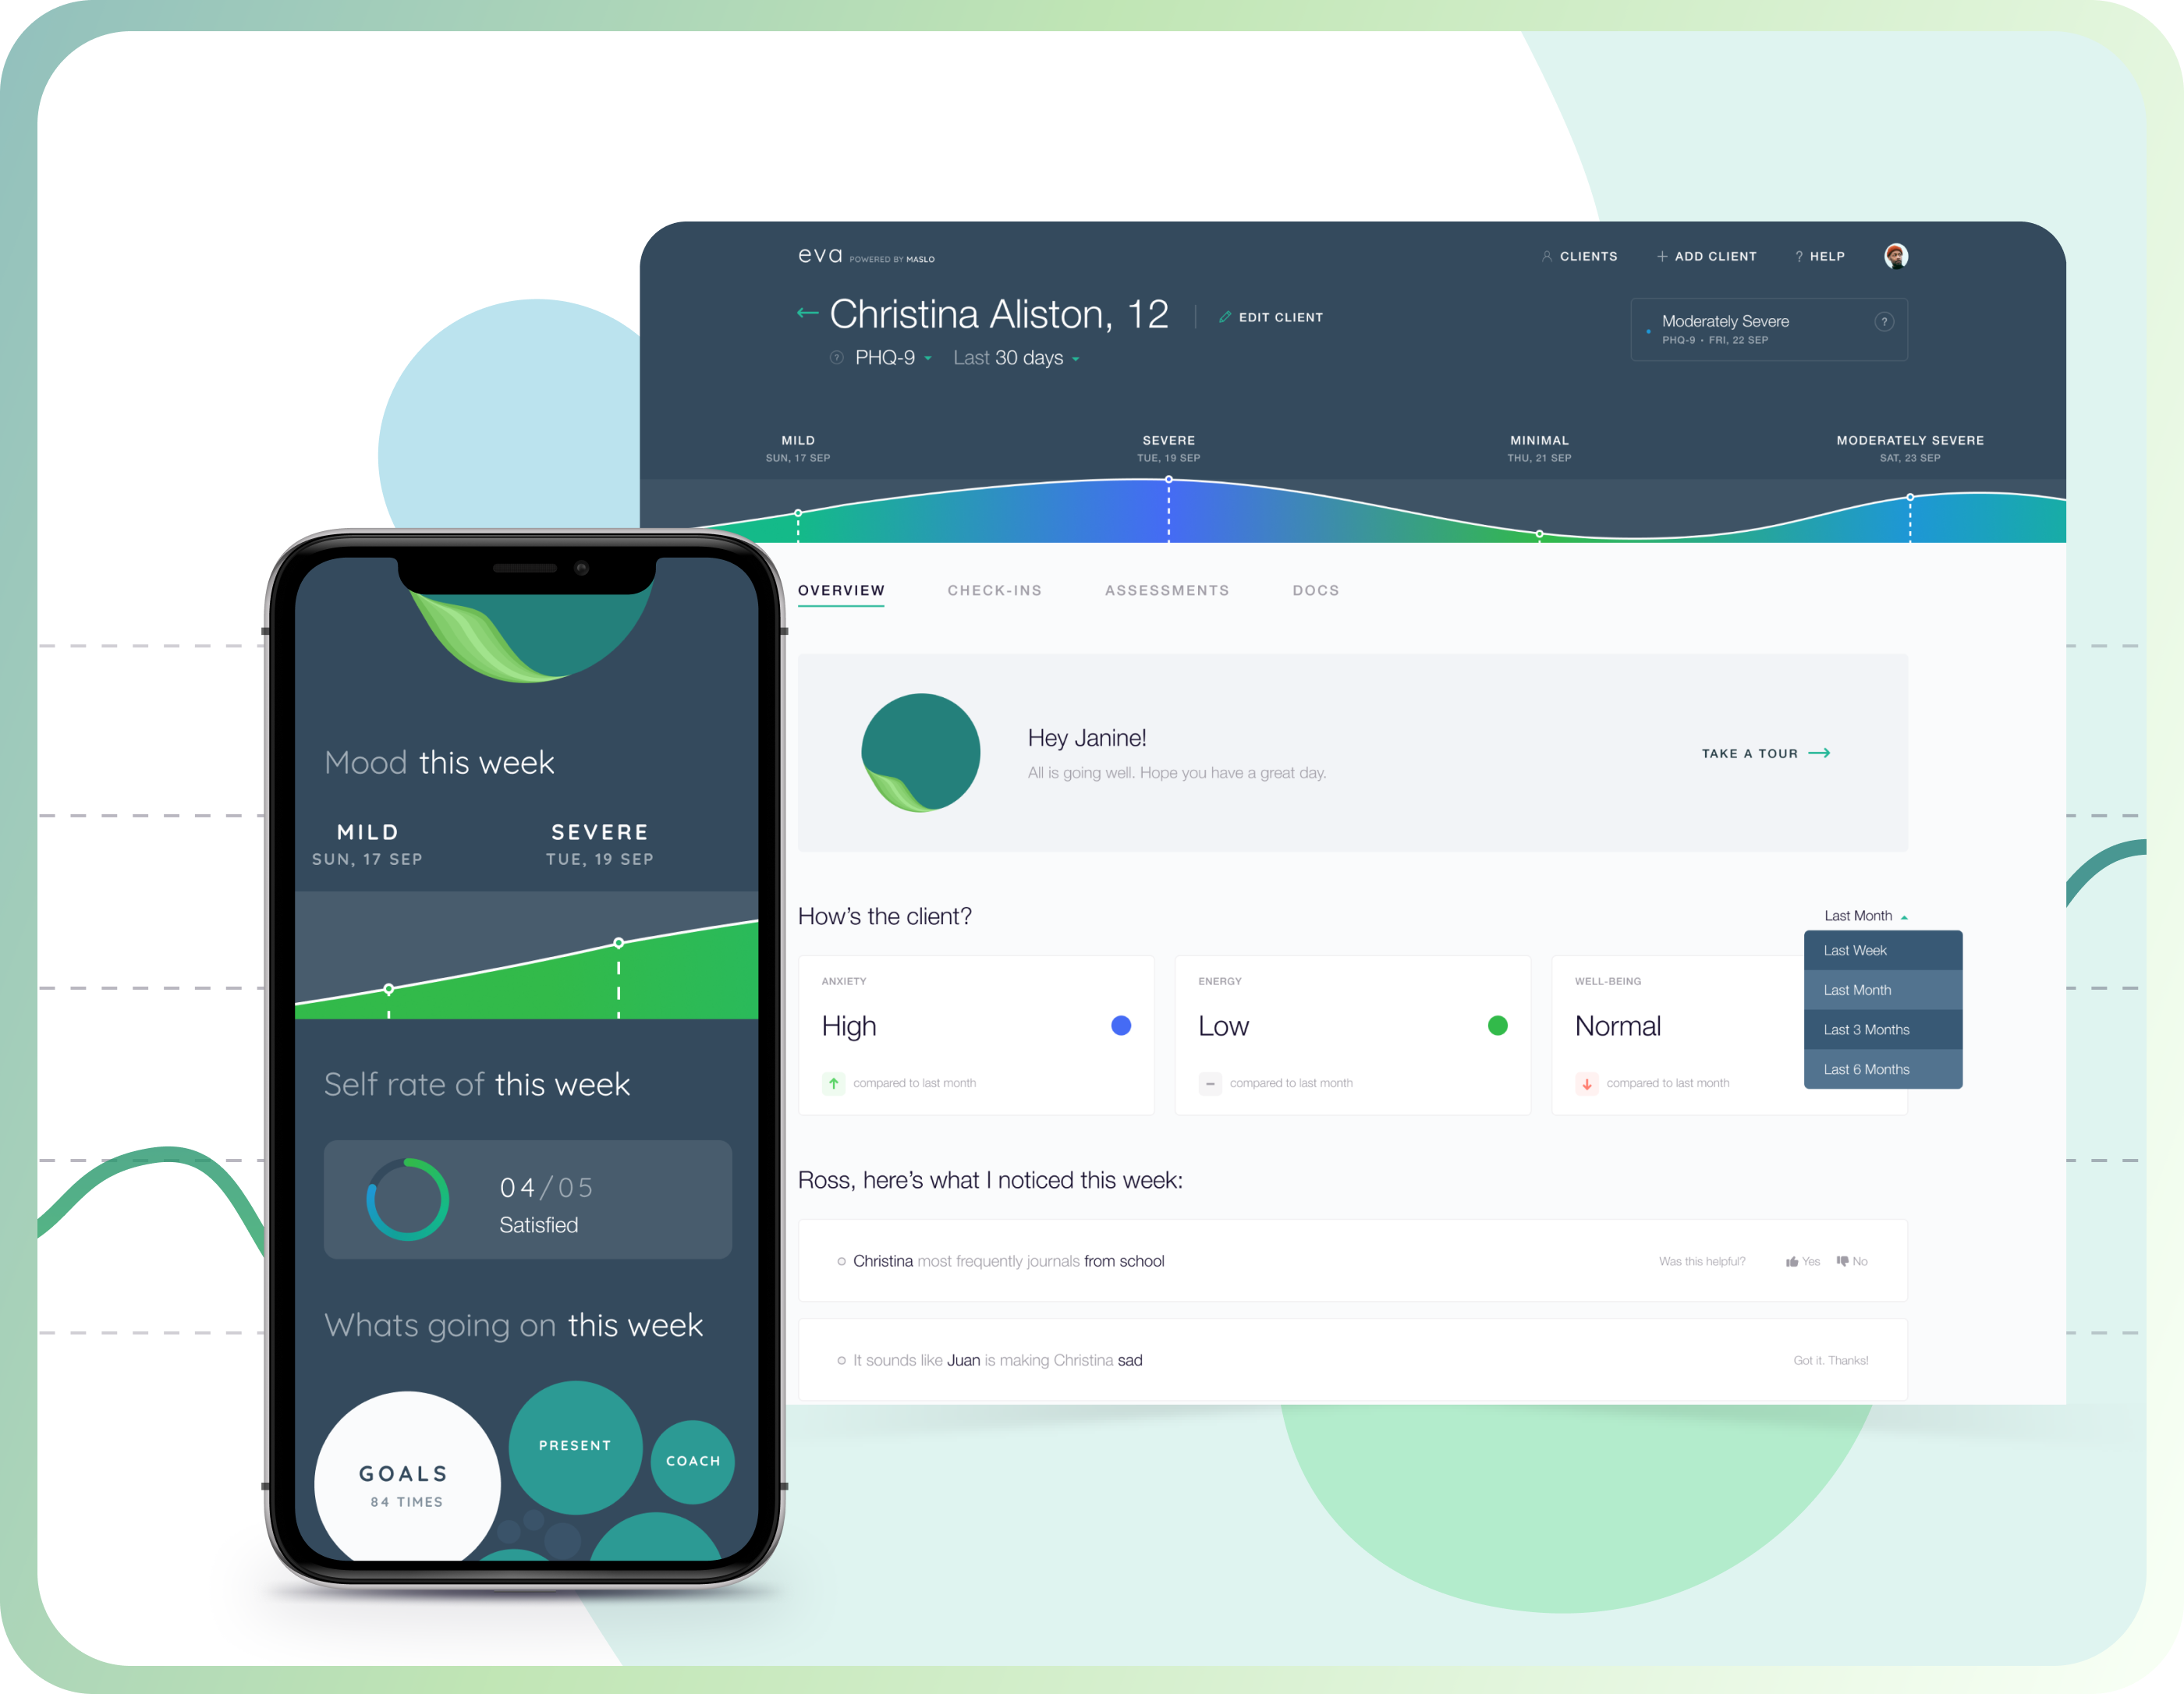 eva POWERED BY MASLO
CLIENTS
ADD CLIENT
? HELP
Christina Aliston, 12
EDIT CLIENT
? PHQ-9
Last 30 days
Moderately Severe
PHQ-9 • FRI, 22 SEP
?
MILD
SUN, 17 SEP
SEVERE
TUE, 19 SEP
MINIMAL
THU, 21 SEP
MODERATELY SEVERE
SAT, 23 SEP
OVERVIEW
CHECK-INS
ASSESSMENTS
DOCS
Hey Janine!
All is going well. Hope you have a great day.
TAKE A TOUR
How’s the client?
Last Month
Last Week
Last Month
Last 3 Months
Last 6 Months
ANXIETY
High
compared to last month
ENERGY
Low
compared to last month
WELL-BEING
Normal
compared to last month
Ross, here’s what I noticed this week:
Christina most frequently journals from school
Was this helpful?
Yes
No
It sounds like Juan is making Christina sad
Got it. Thanks!
Mood this week
MILD
SUN, 17 SEP
SEVERE
TUE, 19 SEP
Self rate of this week
04/05
Satisfied
Whats going on this week
GOALS
84 TIMES
PRESENT
COACH